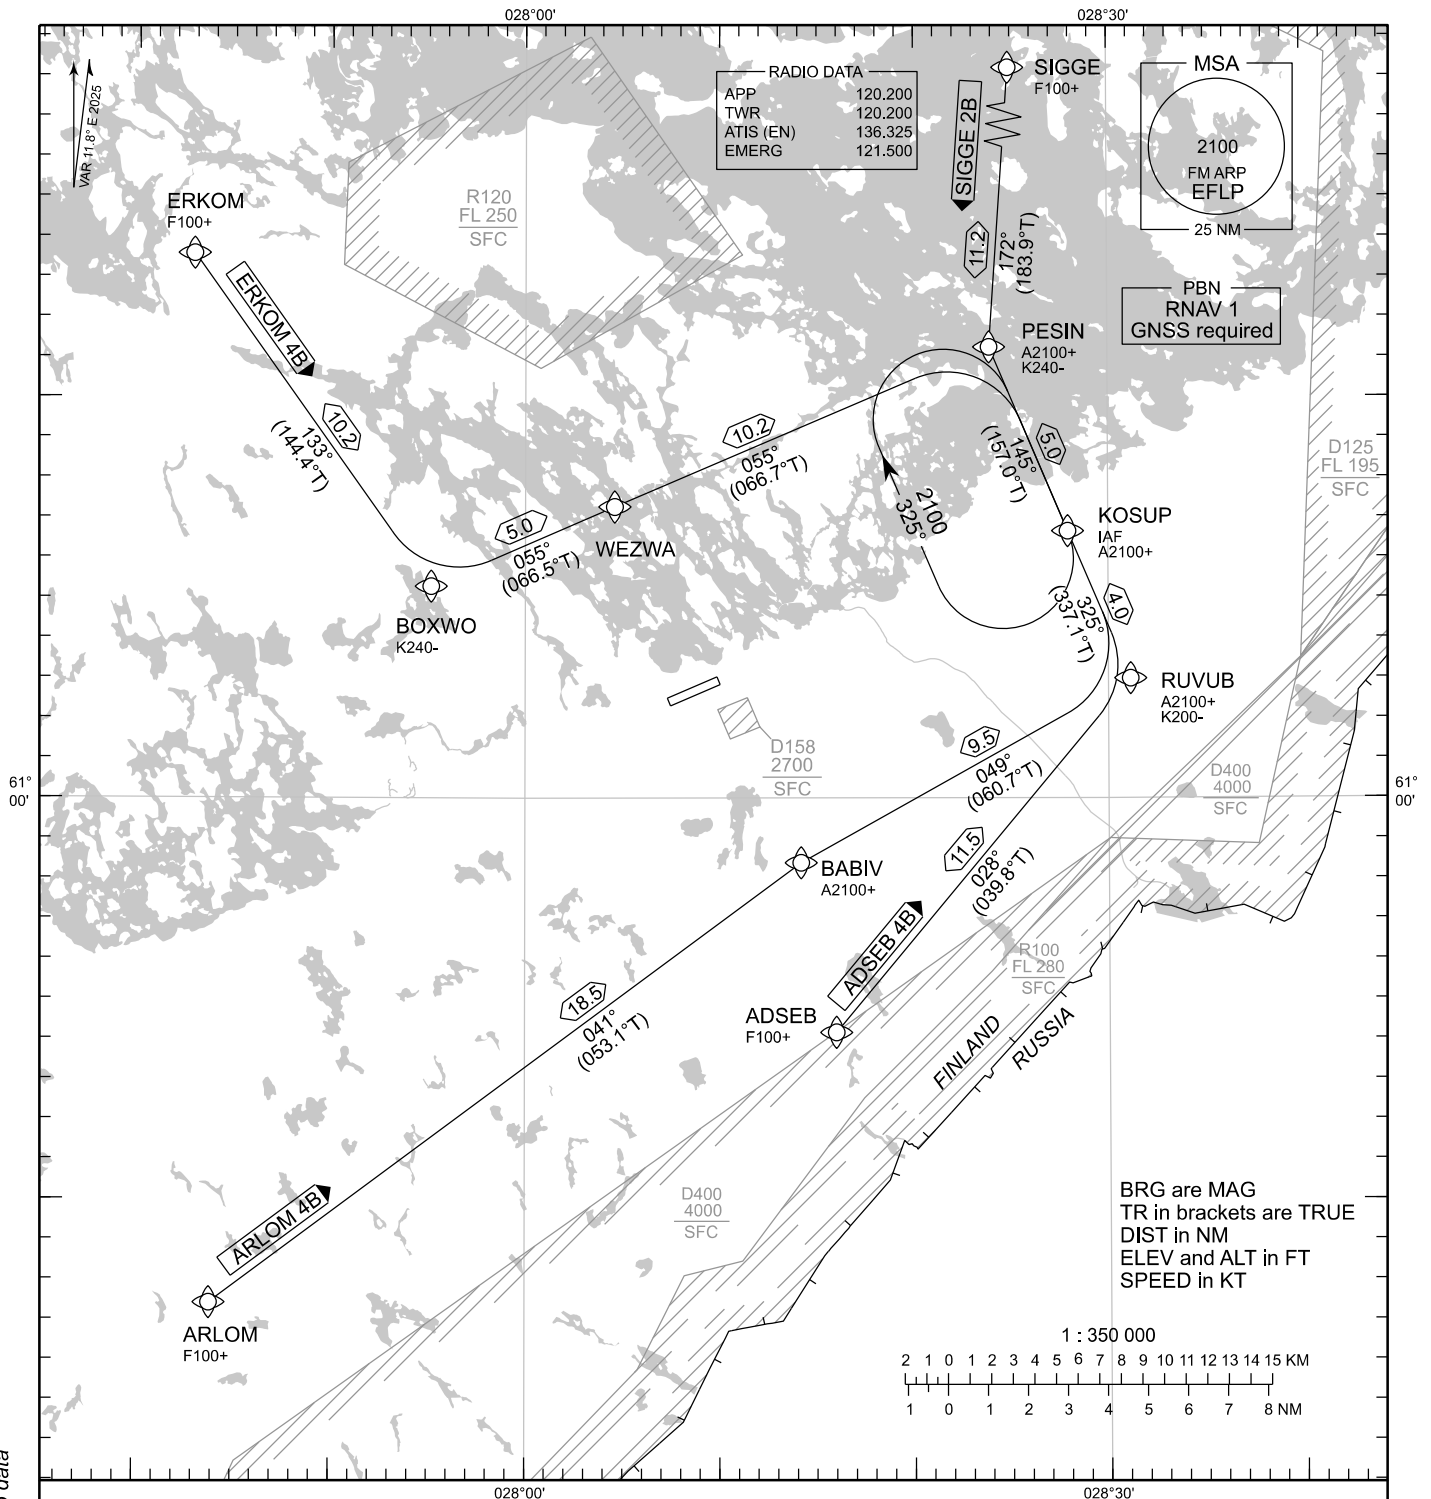 028°00'
028°30'
VAR 11.8° E 2025
RADIO DATA
APP 120.200
TWR 120.200
ATIS (EN) 136.325
EMERG 121.500
SIGGE
F100+
SIGGE 2B
MSA
2100
FM ARP
EFLP
25 NM
ERKOM
F100+
R120
FL 250
SFC
11.2
172°
(183.9°T)
PBN
RNAV 1
GNSS required
ERKOM 4B
PESIN
A2100+
K240-
10.2
133°
(144.4°T)
10.2
055°
(066.7°T)
5.0
145°
(157.0°T)
D125
FL 195
SFC
2100
325°
KOSUP
IAF
A2100+
5.0
055°
(066.5°T)
WEZWA
BOXWO
K240-
4.0
325°
(337.1°T)
RUVUB
A2100+
K200-
D158
2700
SFC
9.5
049°
(060.7°T)
D400
4000
SFC
61°
00'
61°
00'
11.5
028°
(039.8°T)
BABIV
A2100+
ADSEB 4B
R100
FL 280
SFC
18.5
041°
(053.1°T)
ADSEB
F100+
FINLAND
RUSSIA
D400
4000
SFC
ARLOM 4B
BRG are MAG
TR in brackets are TRUE
DIST in NM
ELEV and ALT in FT
SPEED in KT
ARLOM
F100+
1 : 350 000
2 1 0 1 2 3 4 5 6 7 8 9 10 11 12 13 14 15 KM
1 0 1 2 3 4 5 6 7 8 NM
data
028°00'
028°30'